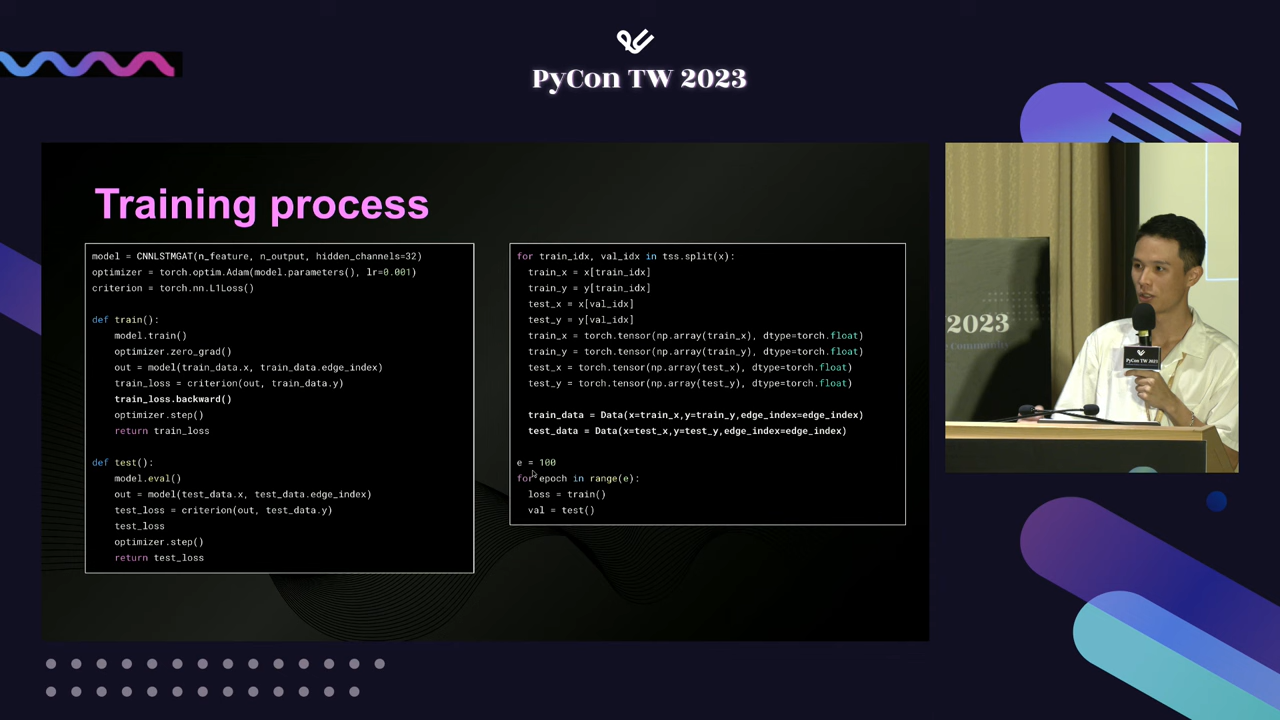 PyCon TW 2023
Training process
model = CNNLSTMGAT(n_feature, n_output, hidden_channels=32)
optimizer = torch.optim.Adam(model.parameters(), lr=0.001)
criterion = torch.nn.L1Loss()
def train():
model.train()
optimizer.zero_grad()
out = model(train_data.x, train_data.edge_index)
train_loss = criterion(out, train_data.y)
train_loss.backward()
optimizer.step()
return train_loss
def test():
model.eval()
out = model(test_data.x, test_data.edge_index)
test_loss = criterion(out, test_data.y)
test_loss
optimizer.step()
return test_loss
for train_idx, val_idx in tss.split(x):
train_x = x[train_idx]
train_y = y[train_idx]
test_x = x[val_idx]
test_y = y[val_idx]
train_x = torch.tensor(np.array(train_x), dtype=torch.float)
train_y = torch.tensor(np.array(train_y), dtype=torch.float)
test_x = torch.tensor(np.array(test_x), dtype=torch.float)
test_y = torch.tensor(np.array(test_y), dtype=torch.float)
train_data = Data(x=train_x,y=train_y,edge_index=edge_index)
test_data = Data(x=test_x,y=test_y,edge_index=edge_index)
e = 100
for epoch in range(e):
loss = train()
val = test()
2023
PyCon TW 2023